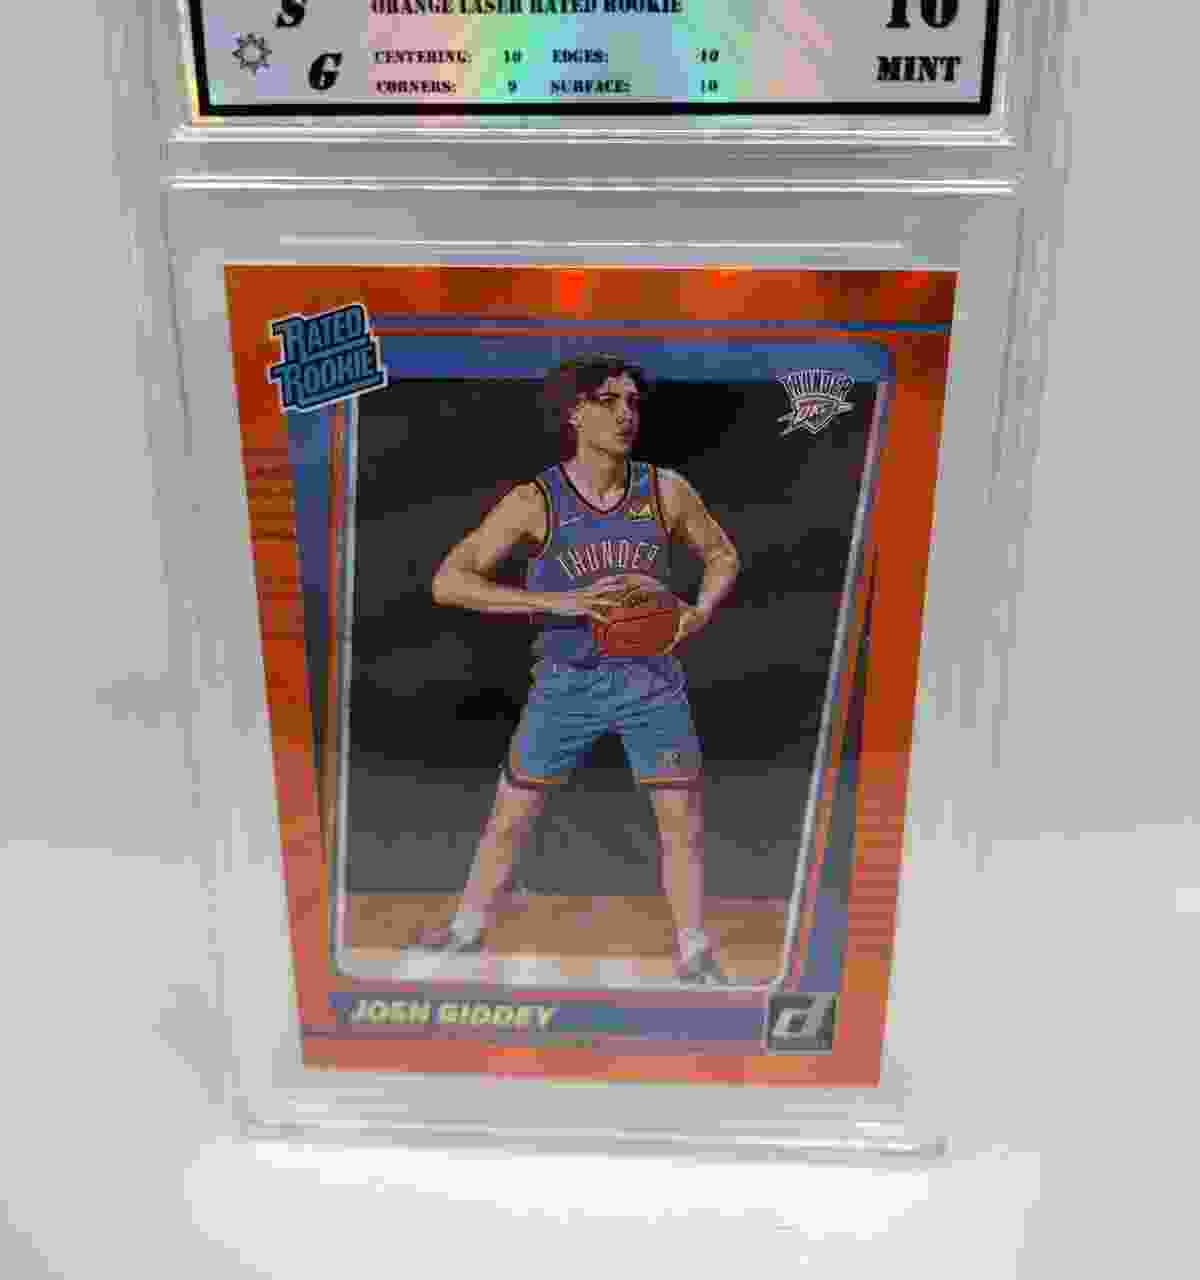 S ORANGE LASER RATED ROOKIE 10
CENTERING: 10 EDGES: 10
G CORNERS: 9 SURFACE: 10
MINT
RATED
ROOKIE
THUNDER
OKC
THUNDER
JOSH GIDDEY
d